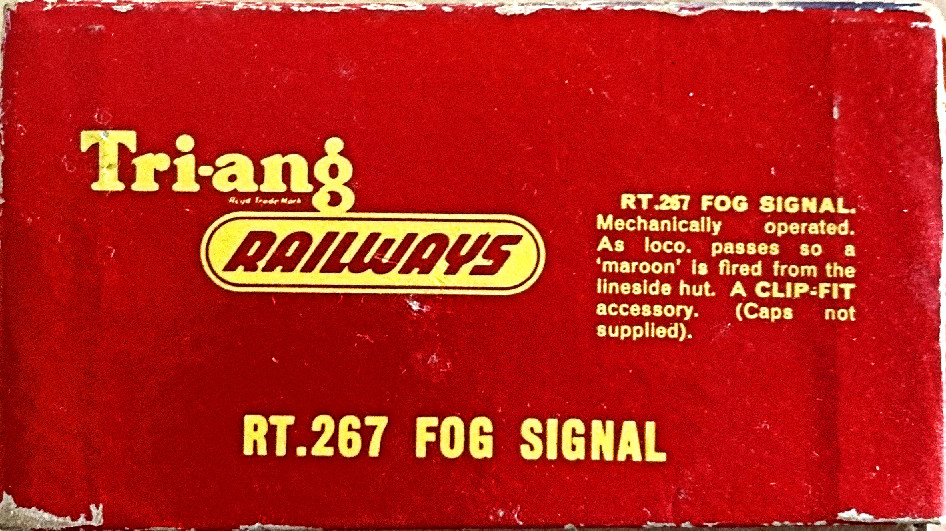 Tri-ang
Regd Trade Mark
RAILWAYS
RT.267 FOG SIGNAL.
Mechanically operated.
As loco. passes so a
'maroon' is fired from the
lineside hut. A CLIP-FIT
accessory. (Caps not
supplied).
RT.267 FOG SIGNAL